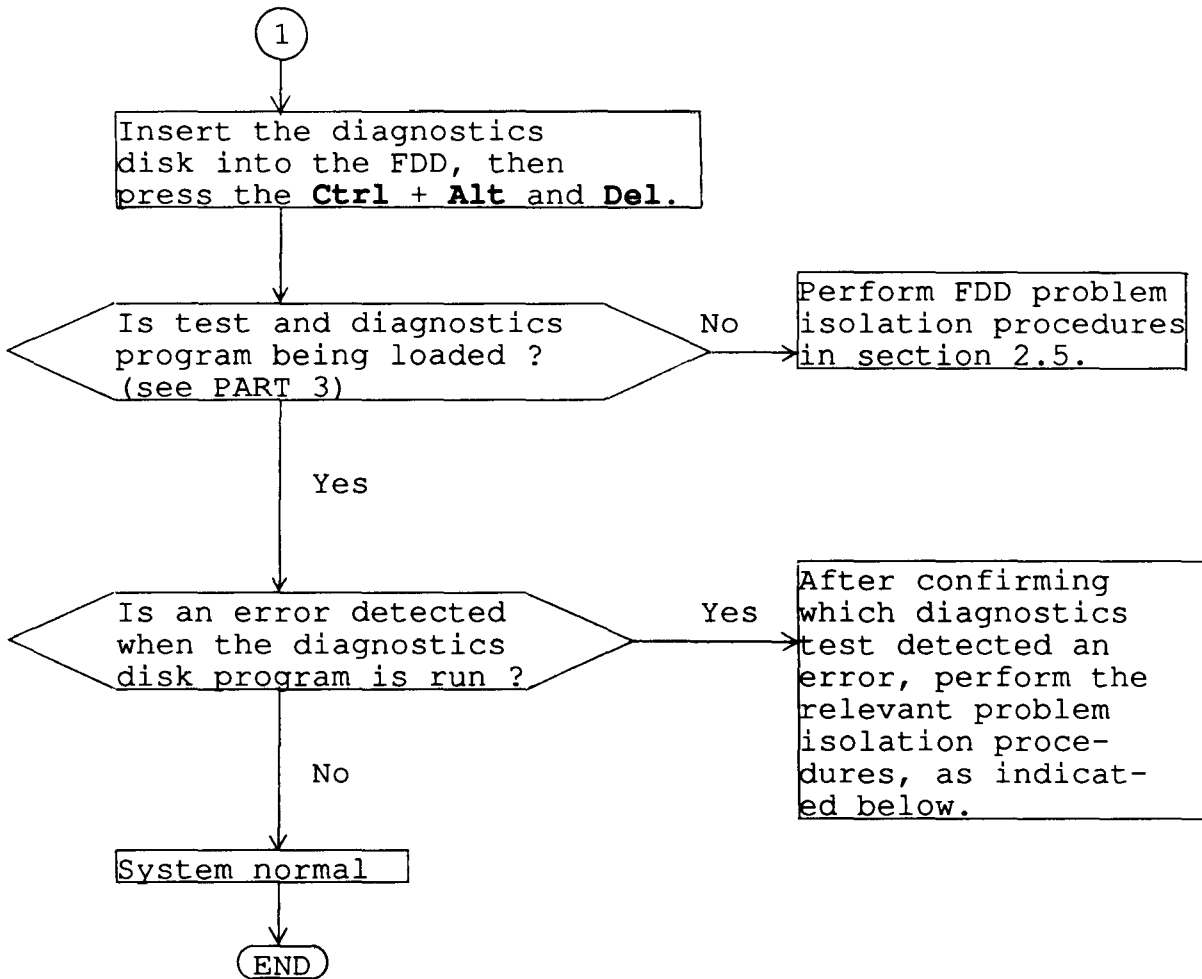 1
Insert the diagnostics
disk into the FDD, then
press the Ctrl + Alt and Del.
Is test and diagnostics
program being loaded ?
(see PART 3)
No
Perform FDD problem
isolation procedures
in section 2.5.
Yes
Is an error detected
when the diagnostics
disk program is run ?
Yes
After confirming
which diagnostics
test detected an
error, perform the
relevant problem
isolation proce-
dures, as indicat-
ed below.
No
System normal
END